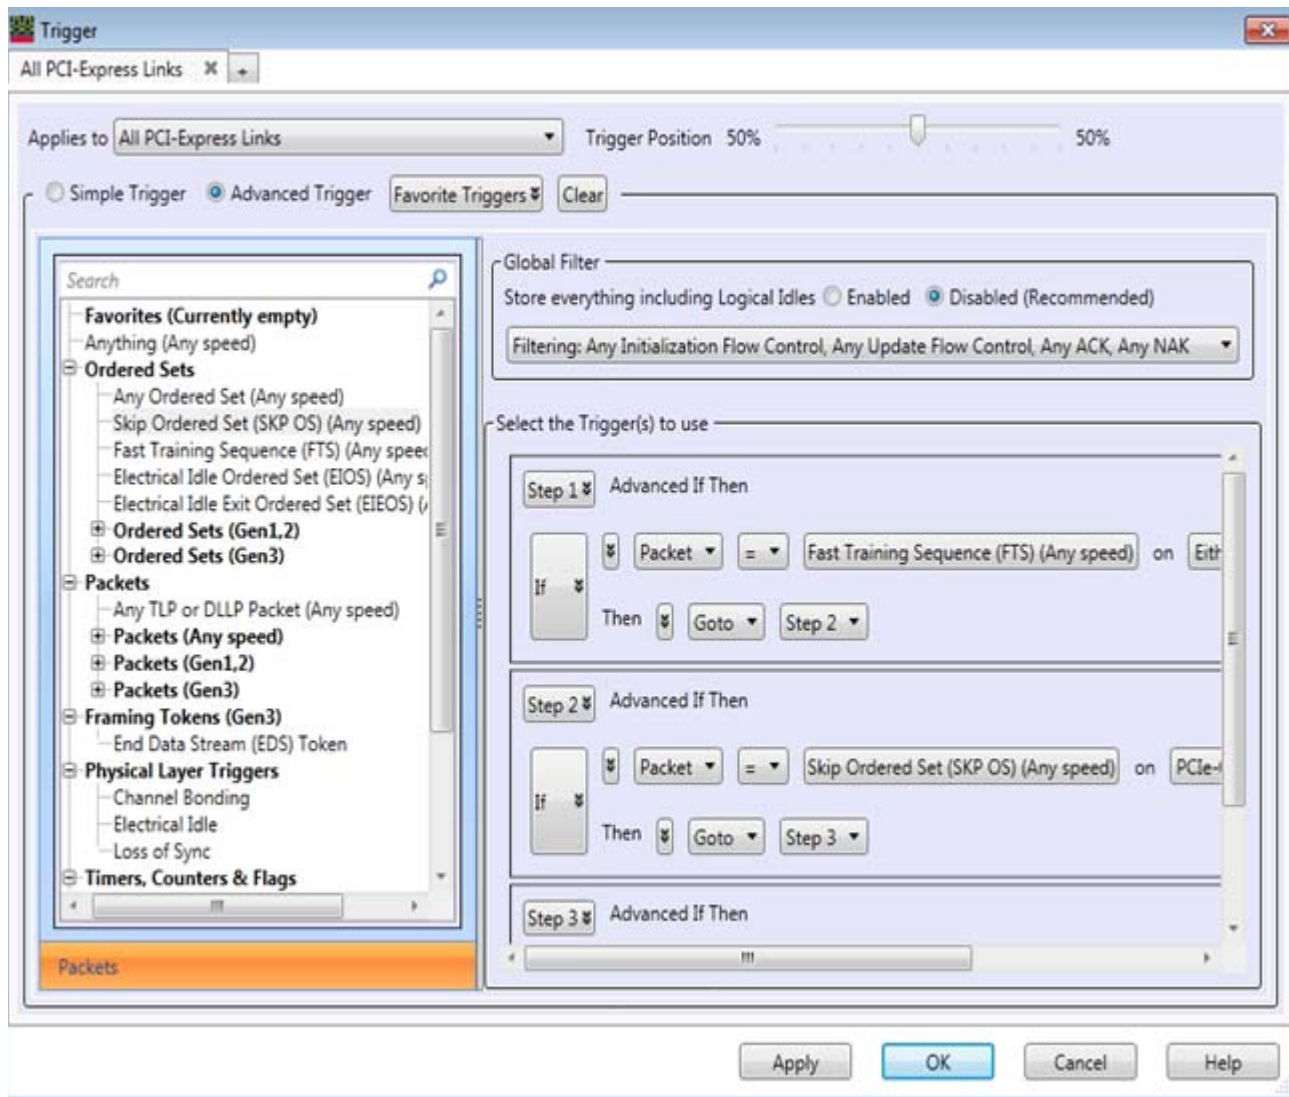 Trigger
All PCI-Express Links
+
Applies to All PCI-Express Links Trigger Position 50% 50%
Simple Trigger Advanced Trigger Favorite Triggers Clear
Search
Favorites (Currently empty)
Anything (Any speed)
Ordered Sets
Any Ordered Set (Any speed)
Skip Ordered Set (SKP OS) (Any speed)
Fast Training Sequence (FTS) (Any speed
Electrical Idle Ordered Set (EIOS) (Any s
Electrical Idle Exit Ordered Set (EIEOS) (
Ordered Sets (Gen1,2)
Ordered Sets (Gen3)
Packets
Any TLP or DLLP Packet (Any speed)
Packets (Any speed)
Packets (Gen1,2)
Packets (Gen3)
Framing Tokens (Gen3)
End Data Stream (EDS) Token
Physical Layer Triggers
Channel Bonding
Electrical Idle
Loss of Sync
Timers, Counters & Flags
Packets
Global Filter
Store everything including Logical Idles Enabled Disabled (Recommended)
Filtering: Any Initialization Flow Control, Any Update Flow Control, Any ACK, Any NAK
Select the Trigger(s) to use
Step 1 Advanced If Then
If Packet = Fast Training Sequence (FTS) (Any speed) on Eith
Then Goto Step 2
Step 2 Advanced If Then
If Packet = Skip Ordered Set (SKP OS) (Any speed) on PCIe-
Then Goto Step 3
Step 3 Advanced If Then
Apply OK Cancel Help